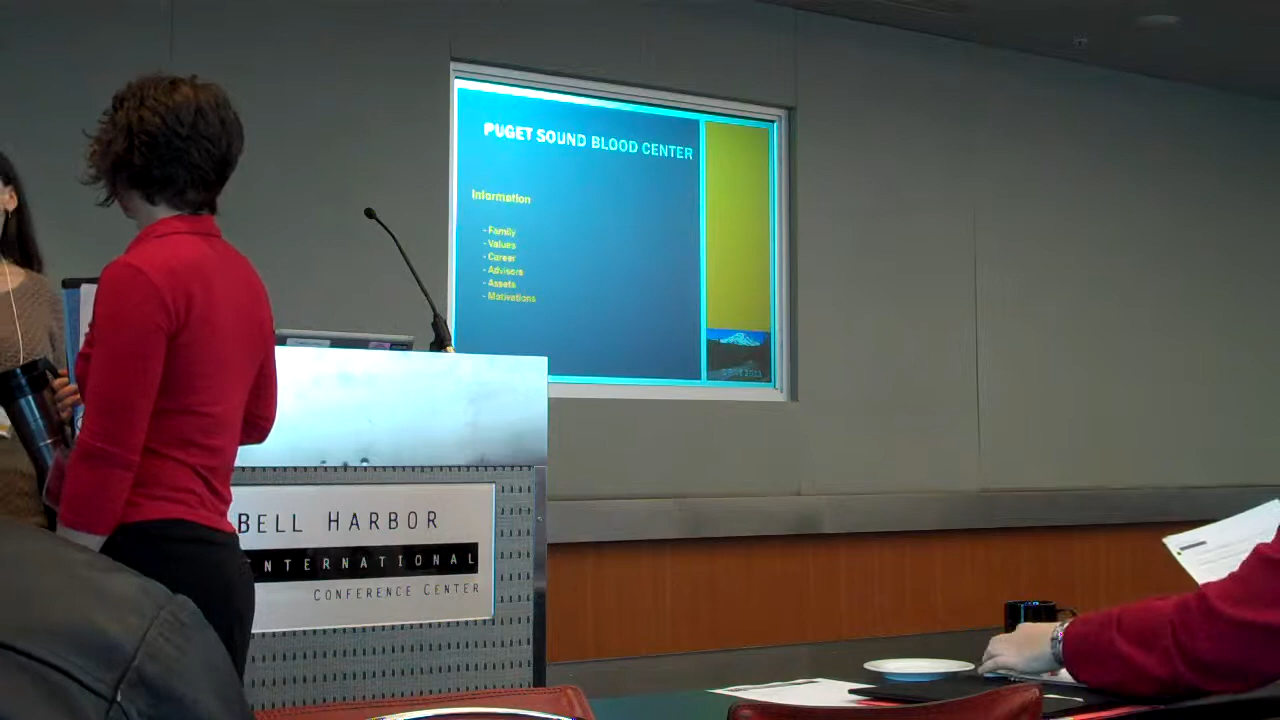 PUGET SOUND BLOOD CENTER
Information
- Family
- Values
- Career
- Advisors
- Assets
- Motivations
BELL HARBOR
INTERNATIONAL
CONFERENCE CENTER